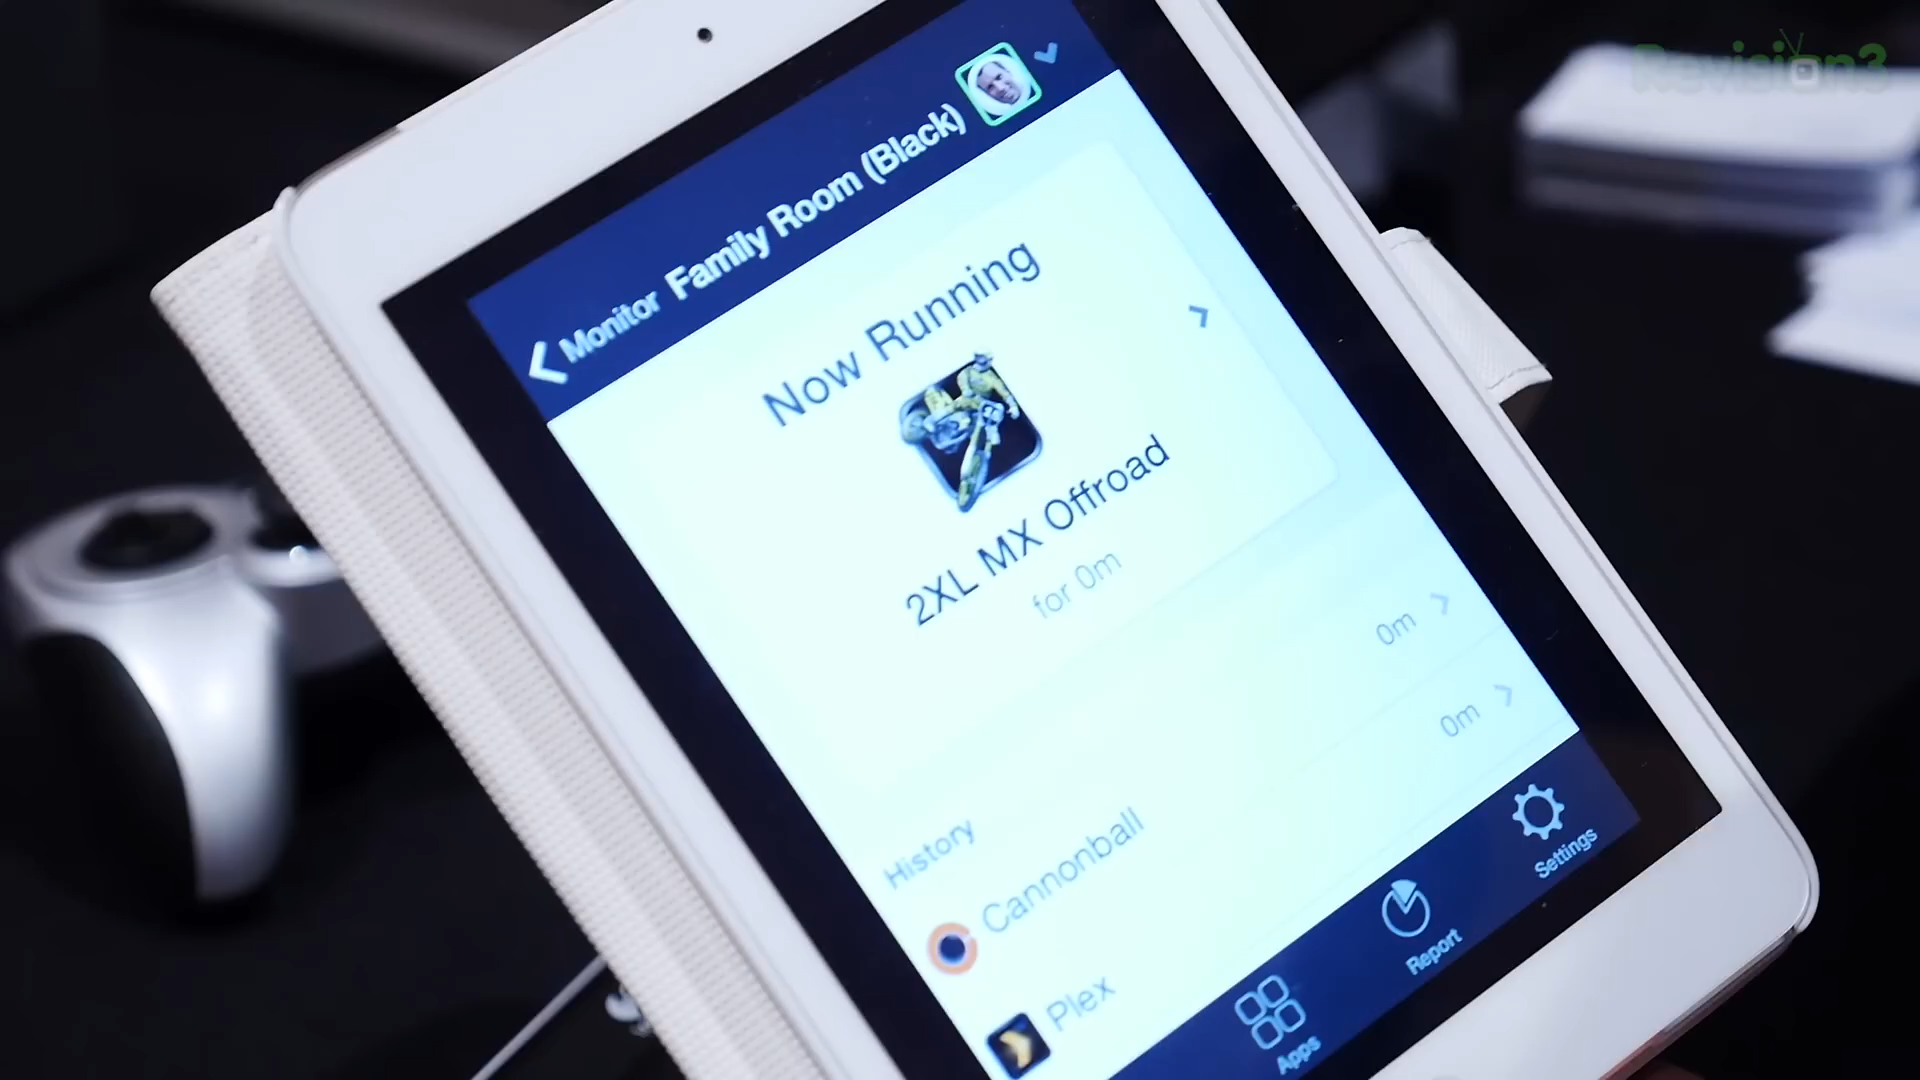 Revision3
Monitor Family Room (Black)
Now Running
2XL MX Offroad
for 0m
History
Cannonball 0m
Plex 0m
Apps Report Settings